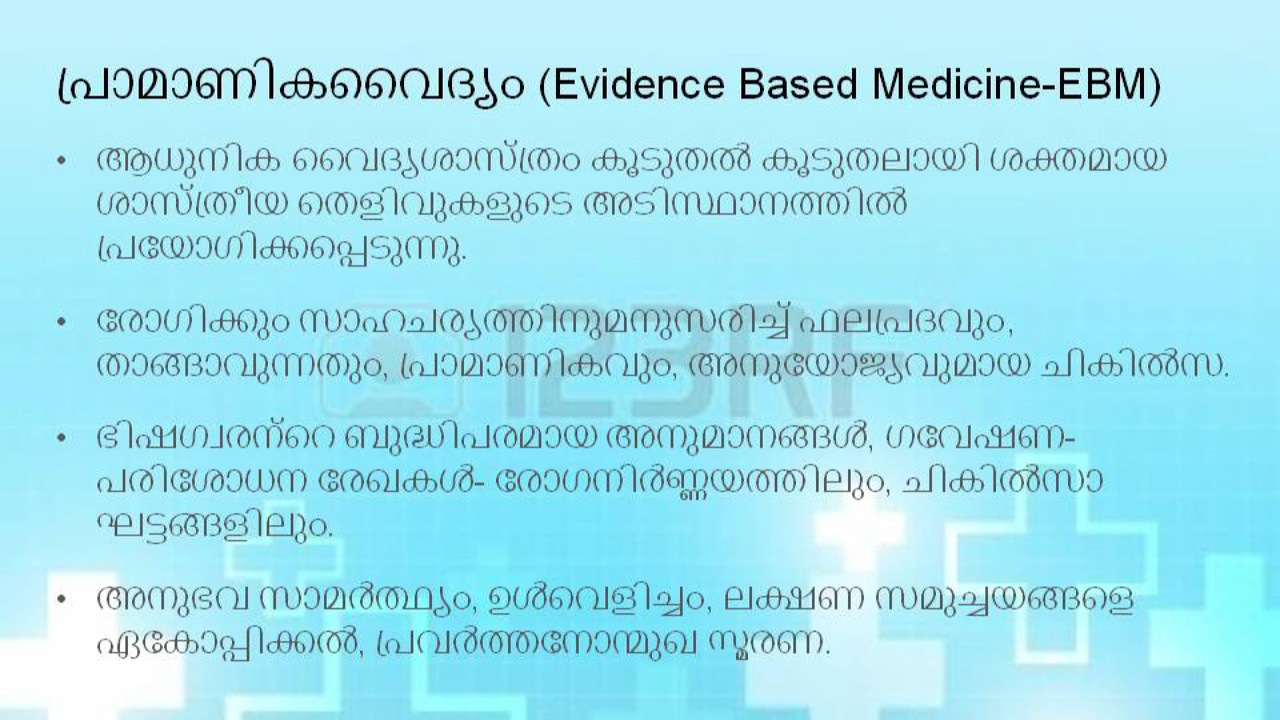 പ്രാമാണികവൈദ്യം (Evidence Based Medicine-EBM)
• ആധുനിക വൈദ്യശാസ്ത്രം കൂടുതൽ കൂടുതലായി ശക്തമായ
ശാസ്ത്രീയ തെളിവുകളുടെ അടിസ്ഥാനത്തിൽ
പ്രയോഗിക്കപ്പെടുന്നു.
• രോഗിക്കും സാഹചര്യത്തിനുമനുസരിച്ച് ഫലപ്രദവും,
താങ്ങാവുന്നതും, പ്രാമാണികവും, അനുയോജ്യവുമായ ചികിൽസ.
123RF
• ഭിഷഗ്വരന്റെ ബുദ്ധിപരമായ അനുമാനങ്ങൾ, ഗവേഷണ-
പരിശോധന രേഖകൾ- രോഗനിർണ്ണയത്തിലും, ചികിൽസാ
ഘട്ടങ്ങളിലും.
• അനുഭവ സാമർത്ഥ്യം, ഉൾവെളിച്ചം, ലക്ഷണ സമുച്ചയങ്ങളെ
ഏകോപ്പിക്കൽ, പ്രവർത്തനോന്മുഖ സ്മരണ.